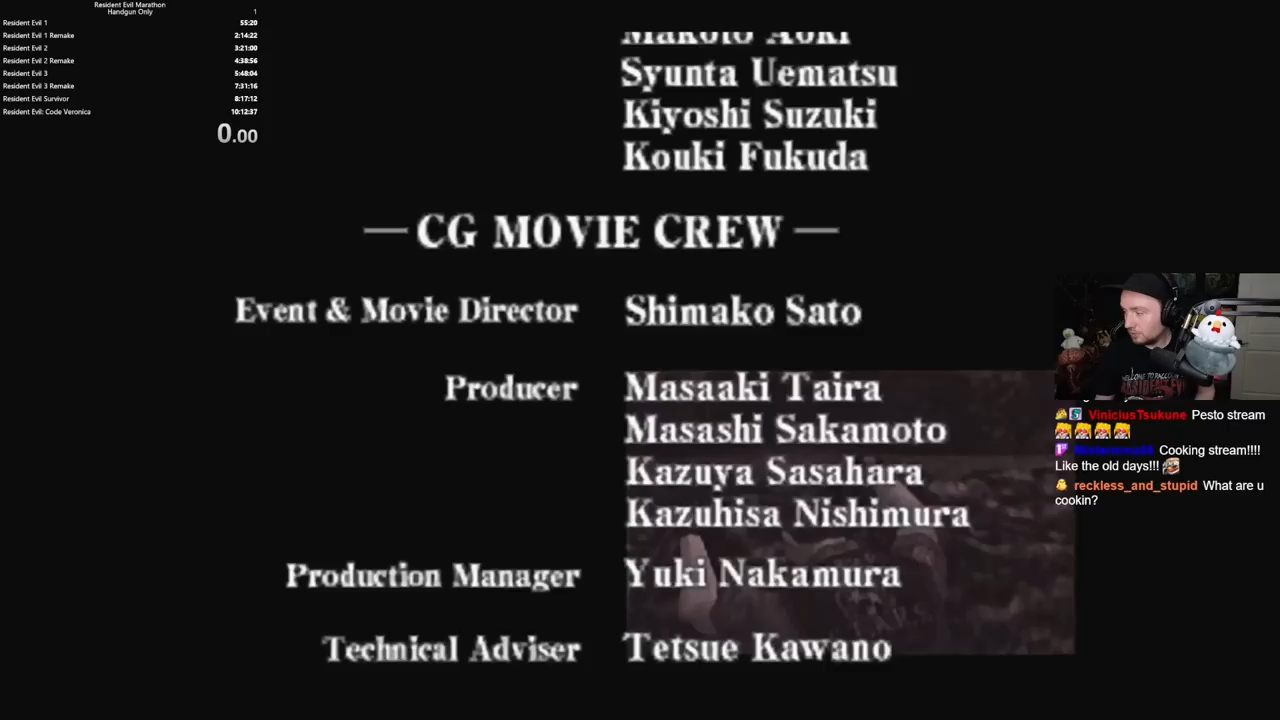 Resident Evil Marathon
Handgun Only
1
Resident Evil 1 55:20
Resident Evil 1 Remake 2:14:22
Resident Evil 2 3:21:00
Resident Evil 2 Remake 4:38:56
Resident Evil 3 5:48:04
Resident Evil 3 Remake 7:31:16
Resident Evil Survivor 8:17:12
Resident Evil: Code Veronica 10:12:37
0.00
Makoto Aoki
Syunta Uematsu
Kiyoshi Suzuki
Kouki Fukuda
— CG MOVIE CREW —
Event & Movie Director Shimako Sato
Producer Masaaki Taira
Masashi Sakamoto
Kazuya Sasahara
Kazuhisa Nishimura
Production Manager Yuki Nakamura
Technical Adviser Tetsue Kawano
ViniciusTsukune Pesto stream
Cooking stream!!!!
Like the old days!!!
reckless_and_stupid What are u
cookin?